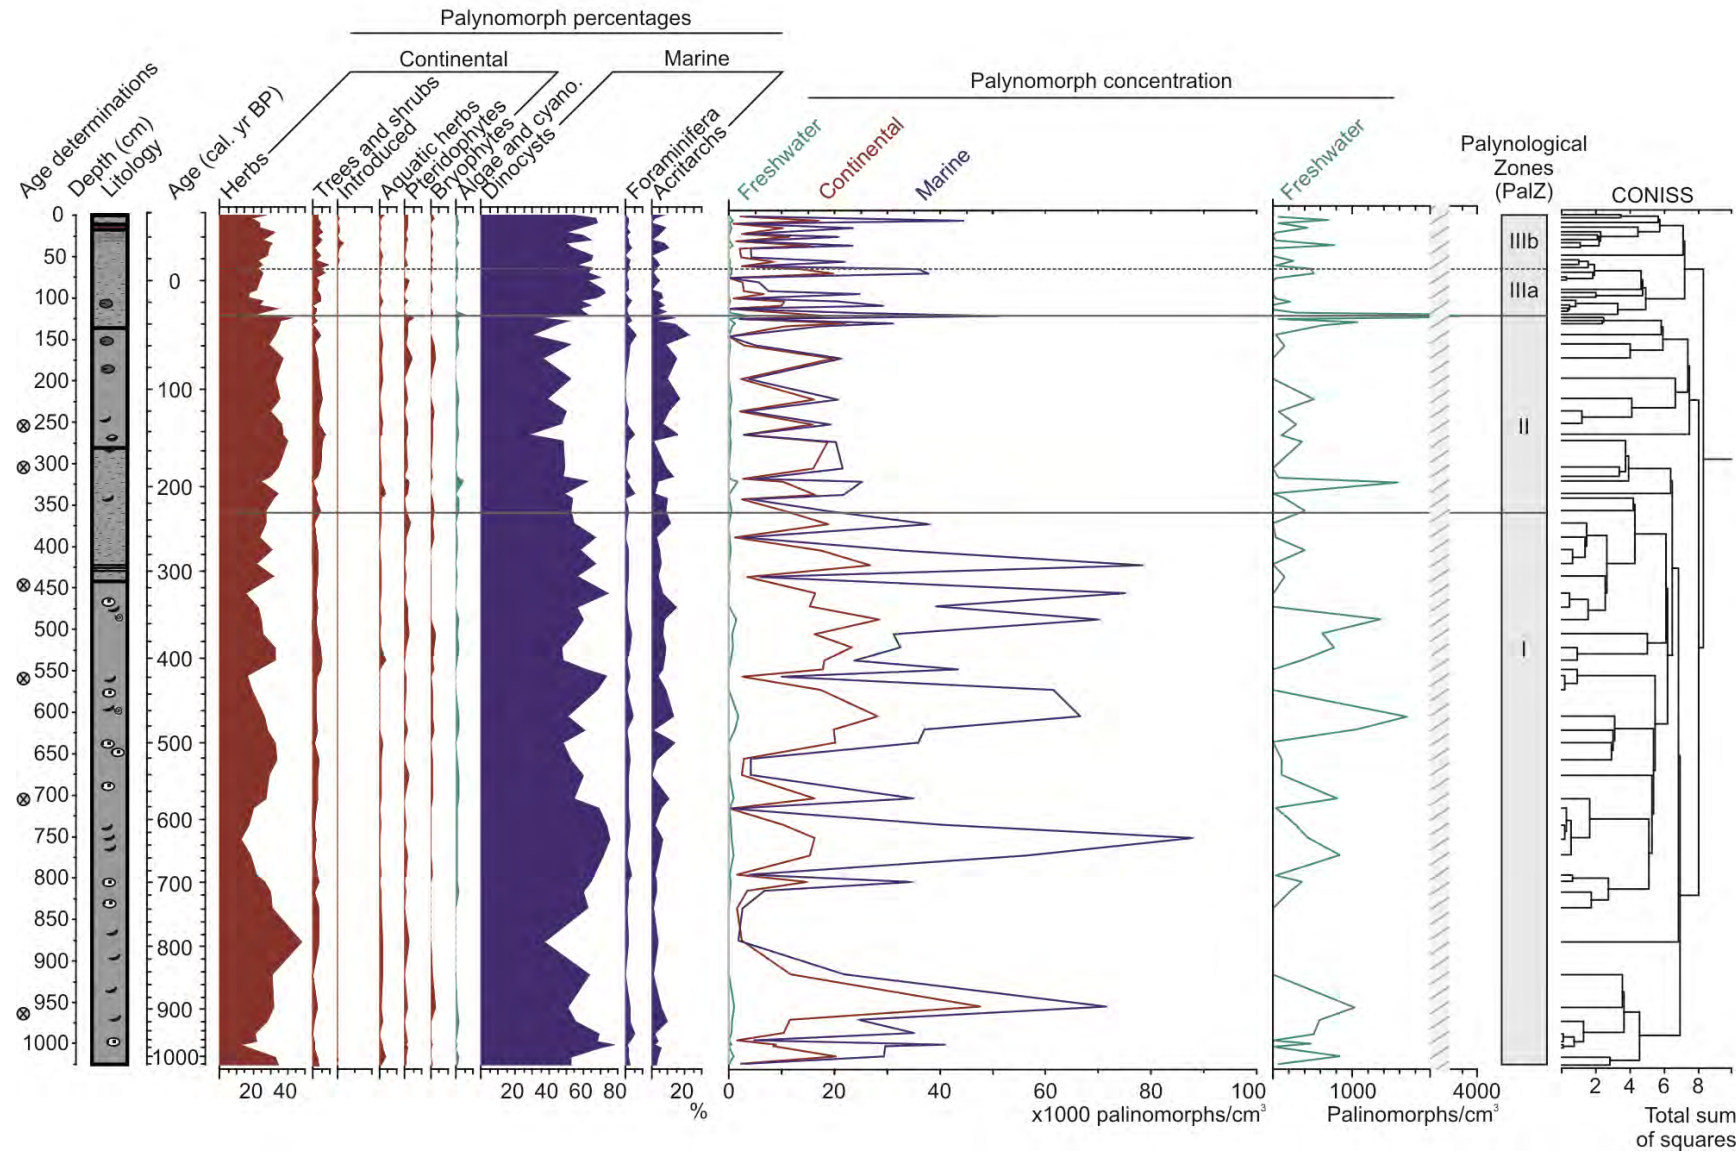 Palynomorph percentages
Continental
Marine
Palynomorph concentration
Age determinations
Depth (cm)
Litology
Age (cal. yr BP)
Herbs
Trees and shrubs
Introduced
Aquatic herbs
Pteridophytes
Bryophytes
Algae and cyano.
Dinocysts
Foraminifera
Acritarchs
Freshwater
Continental
Marine
Freshwater
Palynological
Zones
(PalZ)
CONISS
0
50
100
150
200
250
300
350
400
450
500
550
600
650
700
750
800
850
900
950
1000
0
100
200
300
400
500
600
700
800
900
1000
IIIb
IIIa
II
I
20 40
20 40 60 80
20
%
0 20 40 60 80 100
x1000 palinomorphs/cm³
1000 4000
Palinomorphs/cm³
2 4 6 8
Total sum
of squares